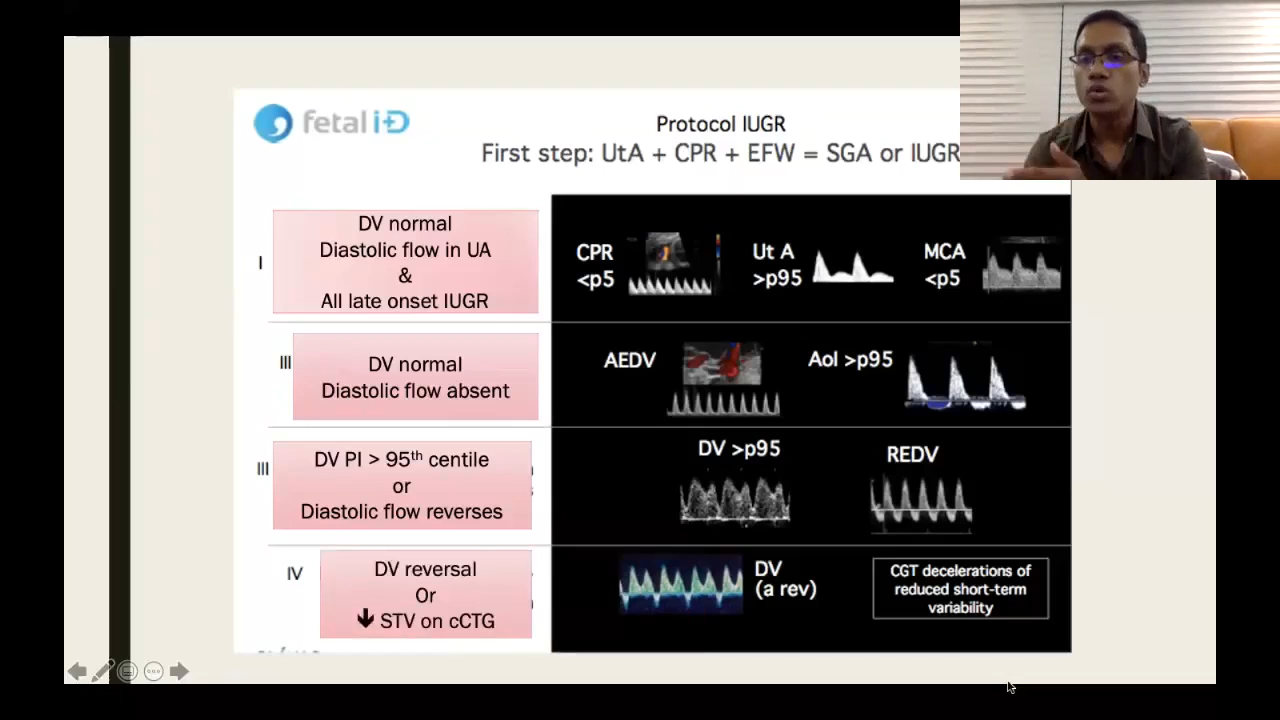 fetal iD
Protocol IUGR
First step: UtA + CPR + EFW = SGA or IUGR
I
DV normal
Diastolic flow in UA
&
All late onset IUGR
CPR
<p5
Ut A
>p95
MCA
<p5
III
DV normal
Diastolic flow absent
AEDV
AoI >p95
III
DV PI > 95th centile
or
Diastolic flow reverses
DV >p95
REDV
IV
DV reversal
Or
🡇 STV on cCTG
DV
(a rev)
CGT decelerations of
reduced short-term
variability